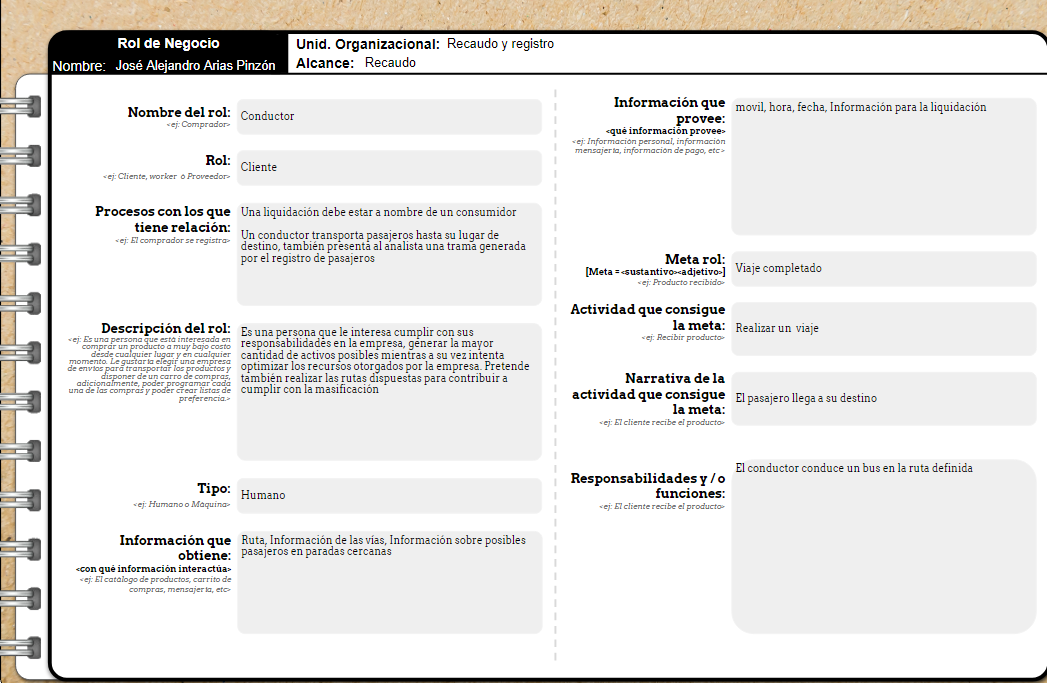 Rol de Negocio
Nombre: José Alejandro Arias Pinzón
Unid. Organizacional: Recaudo y registro
Alcance: Recaudo
Nombre del rol:
<ej: Comprador>
Conductor
Rol:
<ej: Cliente, worker ó Proveedor>
Cliente
Procesos con los que
tiene relación:
<ej: El comprador se registra>
Una liquidación debe estar a nombre de un consumidor
Un conductor transporta pasajeros hasta su lugar de
destino, también presenta al analista una trama generada
por el registro de pasajeros
Descripción del rol:
<ej: Es una persona que está interesada en
comprar un producto a muy bajo costo
desde cualquier lugar y en cualquier
momento. Le gustaría elegir una empresa
de envíos para transportar los productos y
disponer de un carro de compras,
adicionalmente, poder programar cada
una de las compras y poder crear listas de
preferencia.>
Es una persona que le interesa cumplir con sus
responsabilidades en la empresa, generar la mayor
cantidad de activos posibles mientras a su vez intenta
optimizar los recursos otorgados por la empresa. Pretende
también realizar las rutas dispuestas para contribuir a
cumplir con la masificación
Tipo:
<ej: Humano o Máquina>
Humano
Información que
obtiene:
<con qué información interactúa>
<ej: El catálogo de productos, carrito de
compras, mensajería, etc>
Ruta, Información de las vías, Información sobre posibles
pasajeros en paradas cercanas
Información que
provee:
<qué información provee>
<ej: Información personal, información
mensajería, información de pago, etc>
movil, hora, fecha, Información para la liquidación
Meta rol:
[Meta = <sustantivo><adjetivo>]
<ej: Producto recibido>
Viaje completado
Actividad que consigue
la meta:
<ej: Recibir producto>
Realizar un viaje
Narrativa de la
actividad que consigue
la meta:
<ej: El cliente recibe el producto>
El pasajero llega a su destino
Responsabilidades y / o
funciones:
<ej: El cliente recibe el producto>
El conductor conduce un bus en la ruta definida